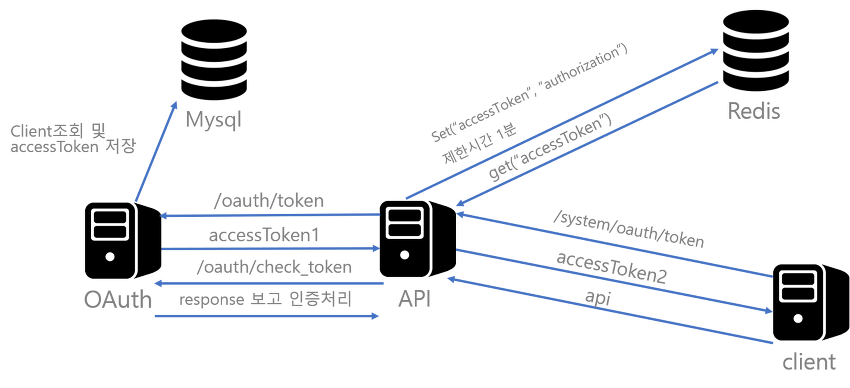 Mysql
Redis
Client조회 및
accessToken 저장
Set("accessToken", "authorization")
제한시간 1분
get("accessToken")
/oauth/token
accessToken1
/oauth/check_token
response 보고 인증처리
OAuth
API
/system/oauth/token
accessToken2
api
client